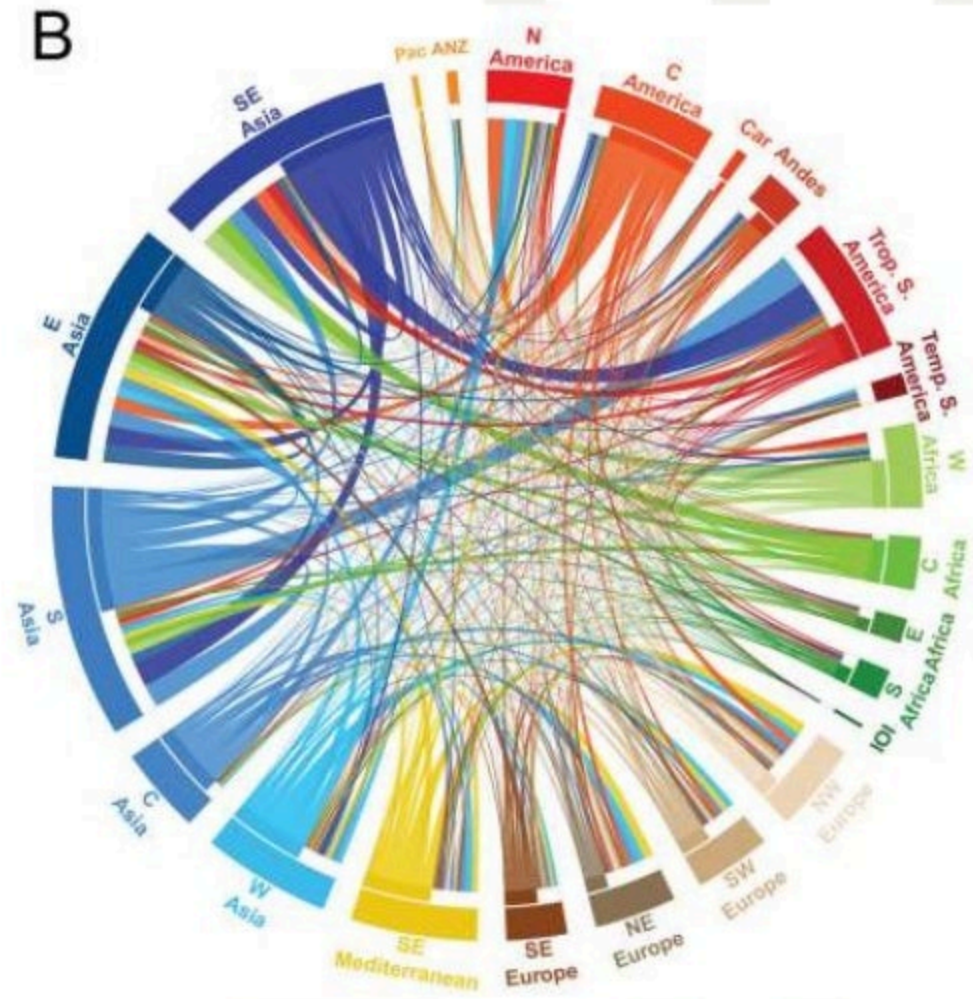 B
Pac ANZ
N
America
C
America
Car Andes
Trop. S.
America
Temp. S.
America
W
Africa
C
Africa
E
Africa
S
Africa
IOI
NW
Europe
SW
Europe
NE
Europe
SE
Europe
SE
Mediterranean
W
Asia
C
Asia
S
Asia
E
Asia
SE
Asia